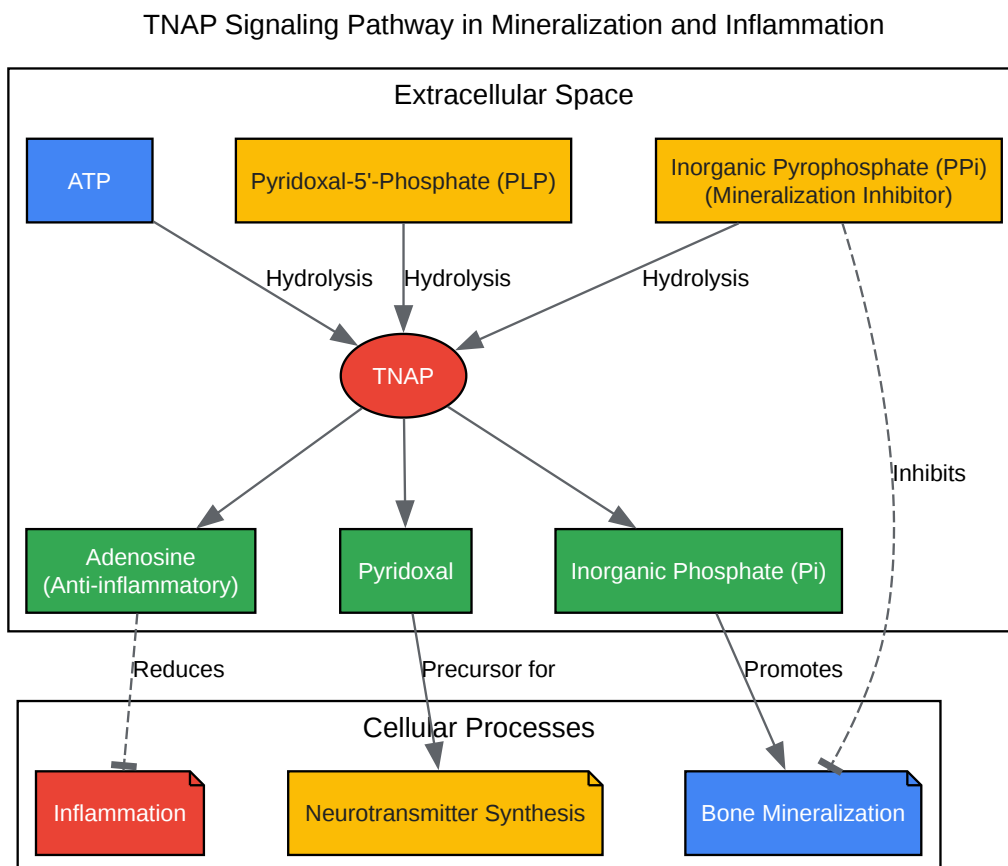 TNAP Signaling Pathway in Mineralization and Inflammation
Extracellular Space
ATP
Pyridoxal-5'-Phosphate (PLP)
Inorganic Pyrophosphate (PPi)
(Mineralization Inhibitor)
Hydrolysis
Hydrolysis
Hydrolysis
TNAP
Inhibits
Adenosine
(Anti-inflammatory)
Pyridoxal
Inorganic Phosphate (Pi)
Reduces
Precursor for
Promotes
Cellular Processes
Inflammation
Neurotransmitter Synthesis
Bone Mineralization